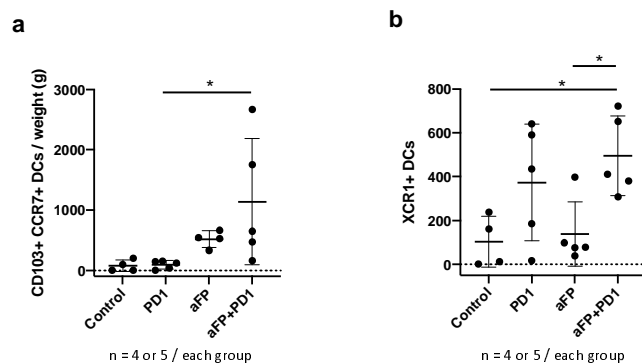 a
CD103+ CCR7+ DCs / weight (g)
3000
2000
1000
0
*
Control
PD1
aFP
aFP+PD1
n = 4 or 5 / each group
b
XCR1+ DCs
800
600
400
200
0
*
*
Control
PD1
aFP
aFP+PD1
n = 4 or 5 / each group